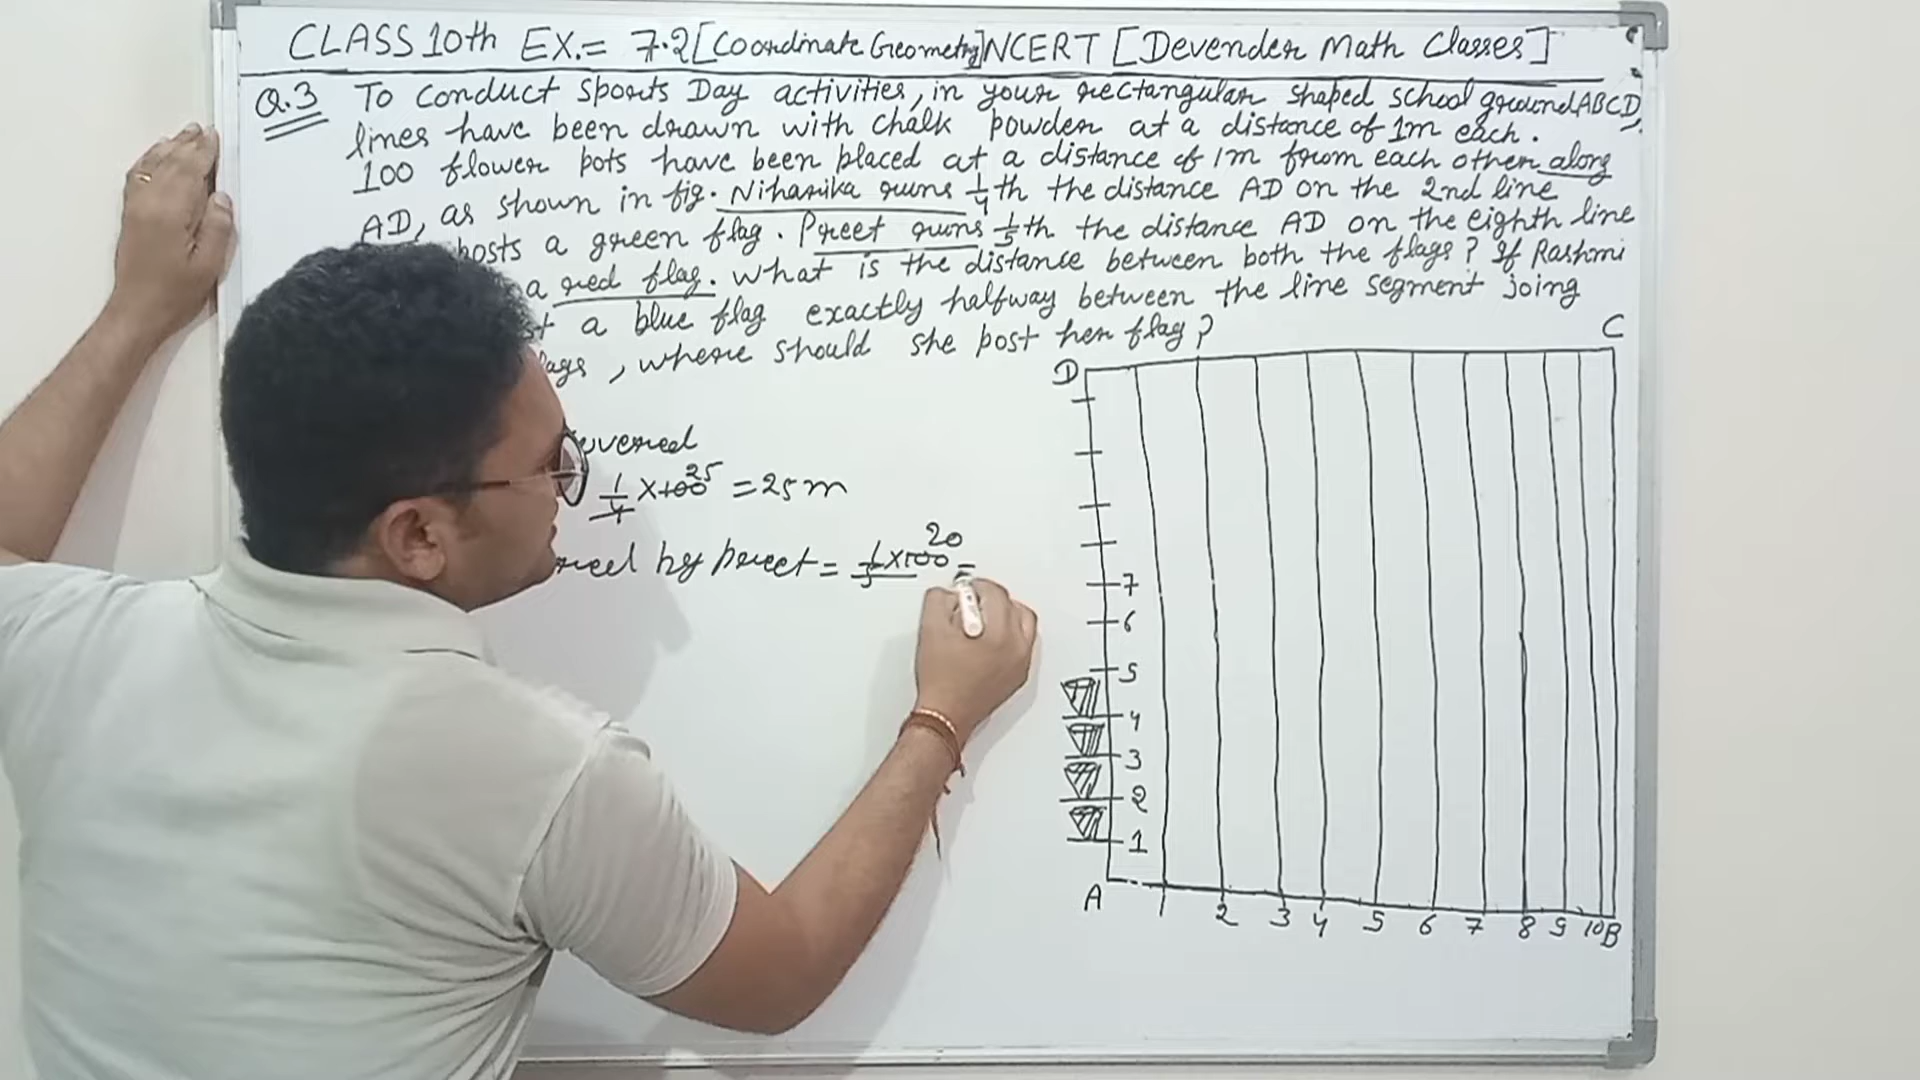 CLASS 10th EX.= 7.2 [Coordinate Geometry] NCERT [Devender Math Classes]
Q.3 To conduct Sports Day activities, in your rectangular shaped school ground ABCD,
lines have been drawn with chalk powder at a distance of 1m each.
100 flower pots have been placed at a distance of 1m from each other along
AD, as shown in fig. Niharika runs 1/4 th the distance AD on the 2nd line
posts a green flag. Preet runs 1/5 th the distance AD on the eighth line
a red flag. What is the distance between both the flags? If Rashmi
a blue flag exactly halfway between the line segment joing
ags, where should she post her flag?
C
D
overed
1/4 ×100 25 =25 m
ered by preet = 1/5 ×100 20 =
7
6
5
4
3
2
1
A 1 2 3 4 5 6 7 8 9 10 B